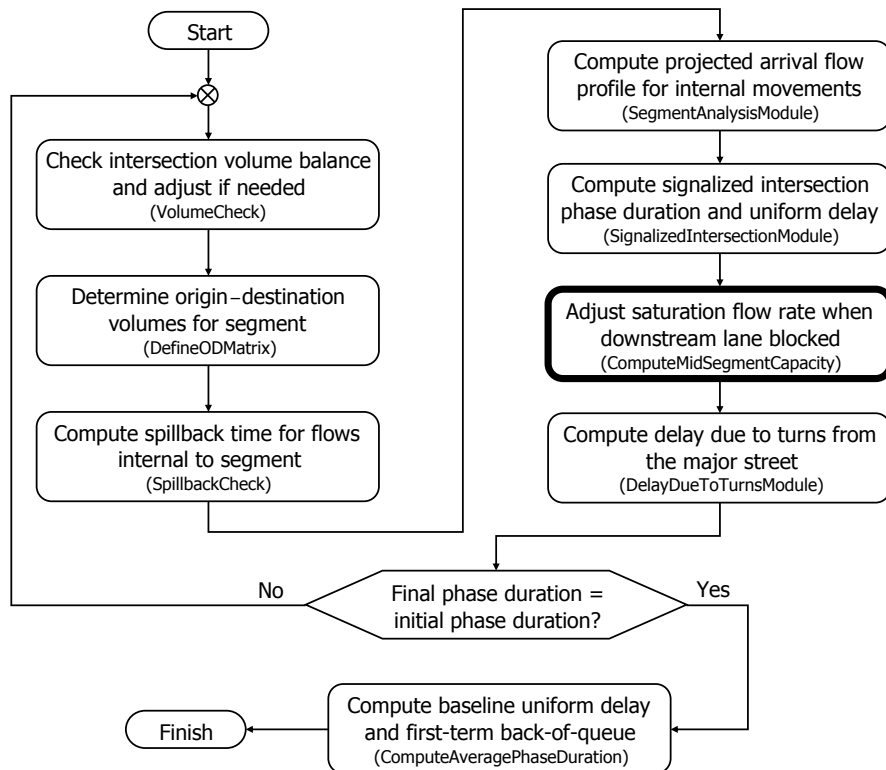 Start
Check intersection volume balance
and adjust if needed
(VolumeCheck)
Determine origin–destination
volumes for segment
(DefineODMatrix)
Compute spillback time for flows
internal to segment
(SpillbackCheck)
Compute projected arrival flow
profile for internal movements
(SegmentAnalysisModule)
Compute signalized intersection
phase duration and uniform delay
(SignalizedIntersectionModule)
Adjust saturation flow rate when
downstream lane blocked
(ComputeMidSegmentCapacity)
Compute delay due to turns from
the major street
(DelayDueToTurnsModule)
No
Final phase duration =
initial phase duration?
Yes
Compute baseline uniform delay
and first-term back-of-queue
(ComputeAveragePhaseDuration)
Finish